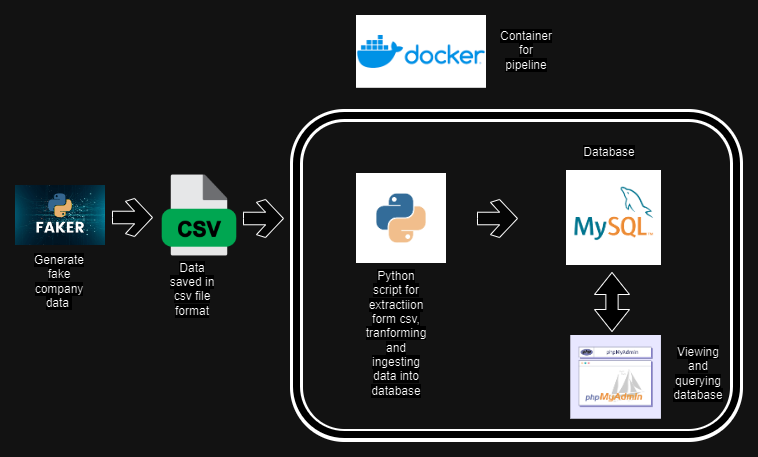 docker
Container
for
pipeline
Database
FAKER
CSV
MySQL™
Generate
fake
company
data
Data
saved in
csv file
format
Python
script for
extractiion
form csv,
tranforming
and
ingesting
data into
database
phpMyAdmin
phpMyAdmin
Viewing
and
querying
database